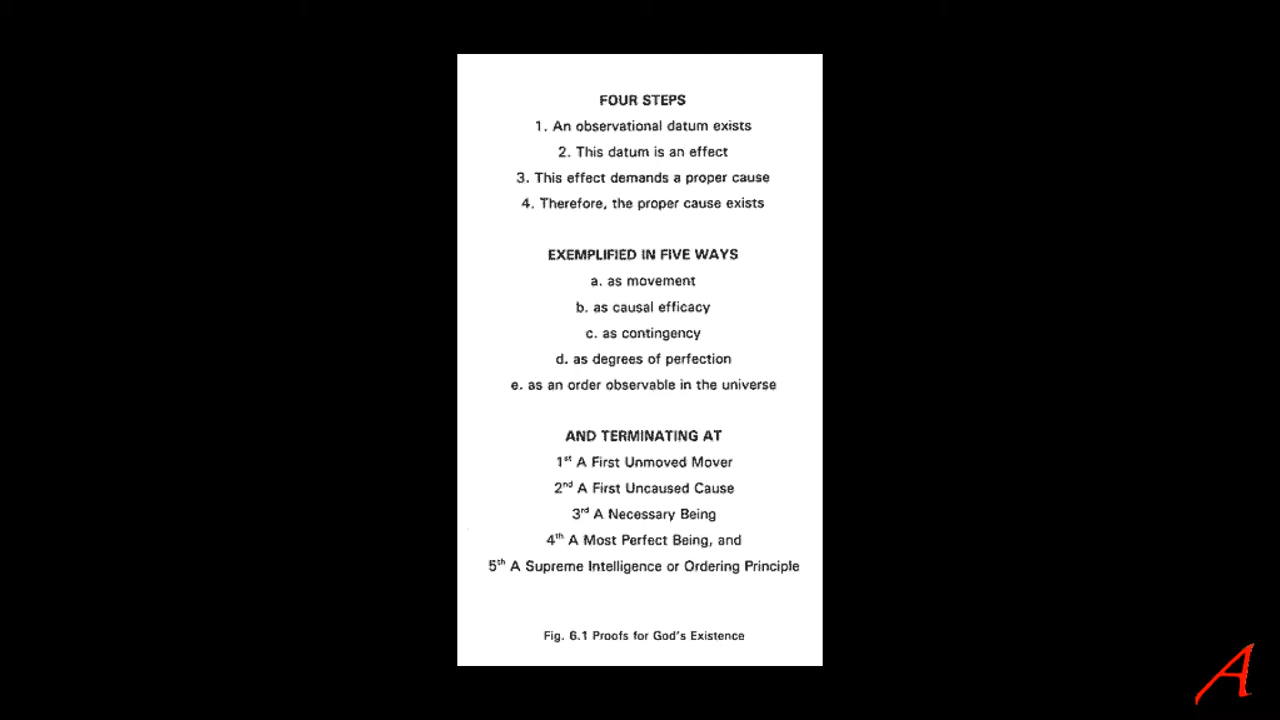 FOUR STEPS
1. An observational datum exists
2. This datum is an effect
3. This effect demands a proper cause
4. Therefore, the proper cause exists
EXEMPLIFIED IN FIVE WAYS
a. as movement
b. as causal efficacy
c. as contingency
d. as degrees of perfection
e. as an order observable in the universe
AND TERMINATING AT
1st A First Unmoved Mover
2nd A First Uncaused Cause
3rd A Necessary Being
4th A Most Perfect Being, and
5th A Supreme Intelligence or Ordering Principle
Fig. 6.1 Proofs for God's Existence
A